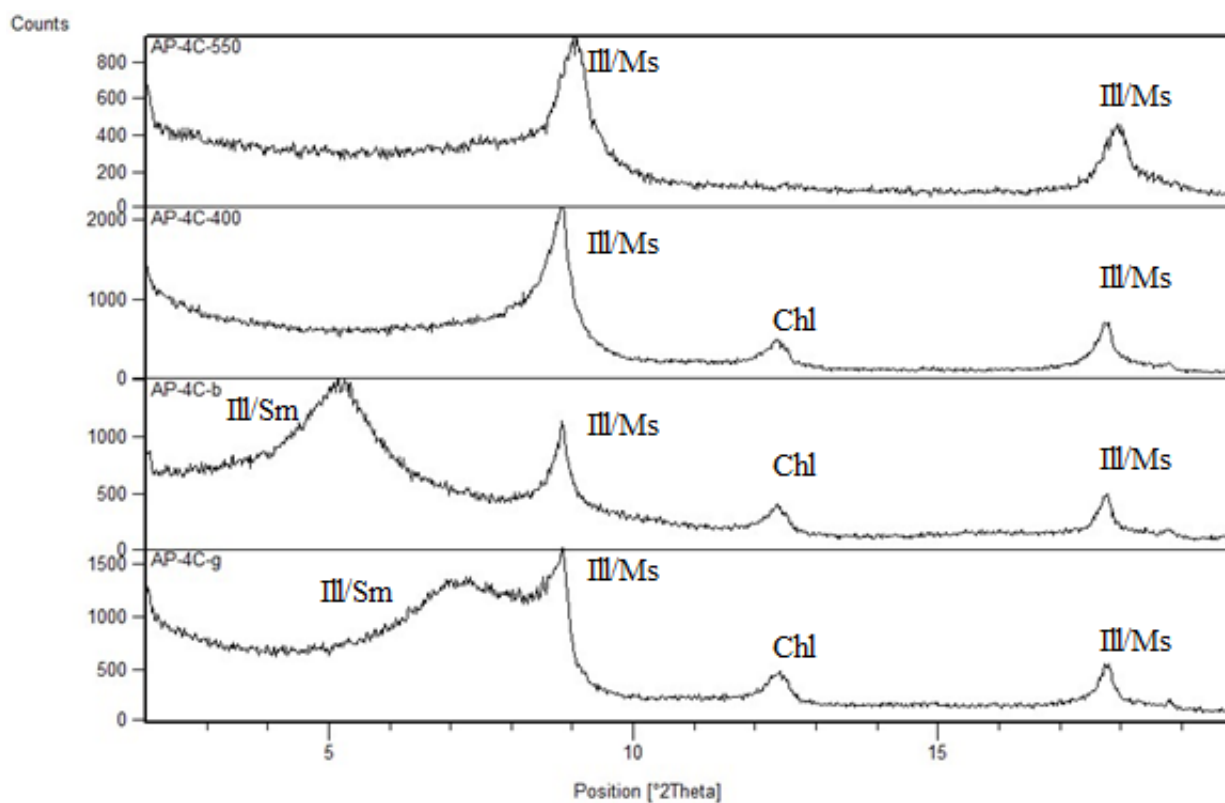 Counts
AP-4C-550
Ill/Ms
Ill/Ms
800
600
400
200
0
AP-4C-400
Ill/Ms
Chl
Ill/Ms
2000
1000
0
AP-4C-b
Ill/Sm
Ill/Ms
Chl
Ill/Ms
1000
500
0
AP-4C-g
Ill/Sm
Ill/Ms
Chl
Ill/Ms
1500
1000
500
0
5 10 15
Position [°2Theta]